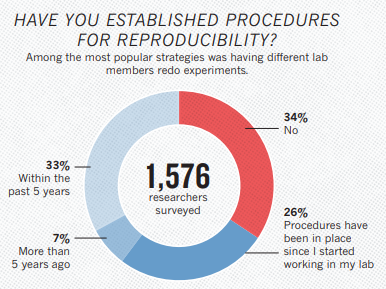 HAVE YOU ESTABLISHED PROCEDURES
FOR REPRODUCIBILITY?
Among the most popular strategies was having different lab
members redo experiments.
34%
No
33%
Within the
past 5 years
1,576
researchers
surveyed
26%
Procedures have
been in place
since I started
working in my lab
7%
More than
5 years ago